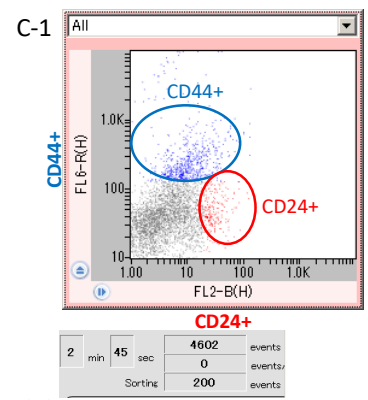 C-1
All
CD44+
1.0K
100
10
CD44+
FL6-R(H)
CD24+
1.00 10 100 1.0K
FL2-B(H)
CD24+
2 min 45 sec 4602 events
0 events/
Sorting 200 events